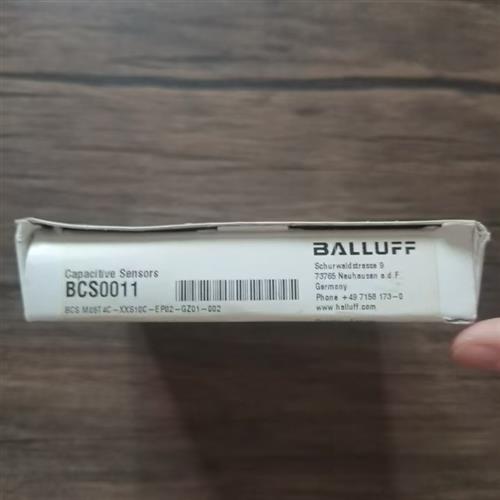 Capacitive Sensors
BCS0011
BCS M05T4C-XXS10C-EP02-GZ01-002
BALLUFF
Schurwaldstrasse 9
73765 Neuhausen a.d.F.
Germany
Phone +49 7158 173-0
www.balluff.com